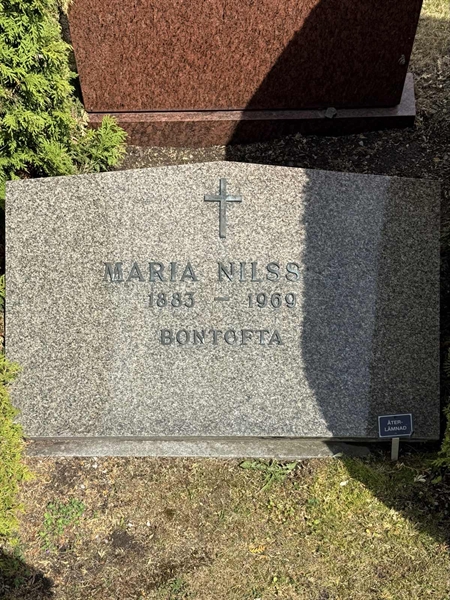 MARIA NILSS
1883 – 1969
BONTOFTA
ÅTER-
LÄMNAD